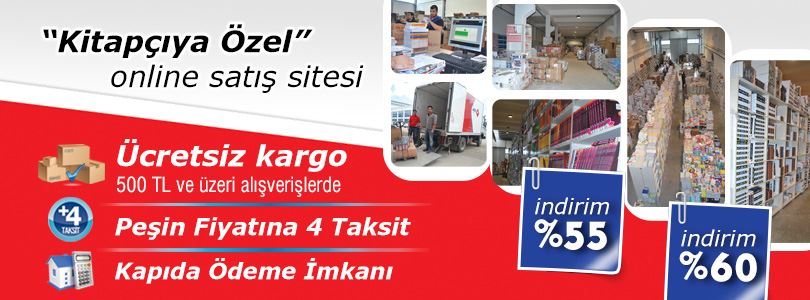 “Kitapçıya Özel”
online satış sitesi
Ücretsiz kargo
500 TL ve üzeri alışverişlerde
+4
TAKSİT
Peşin Fiyatına 4 Taksit
Kapıda Ödeme İmkanı
indirim
%55
indirim
%60